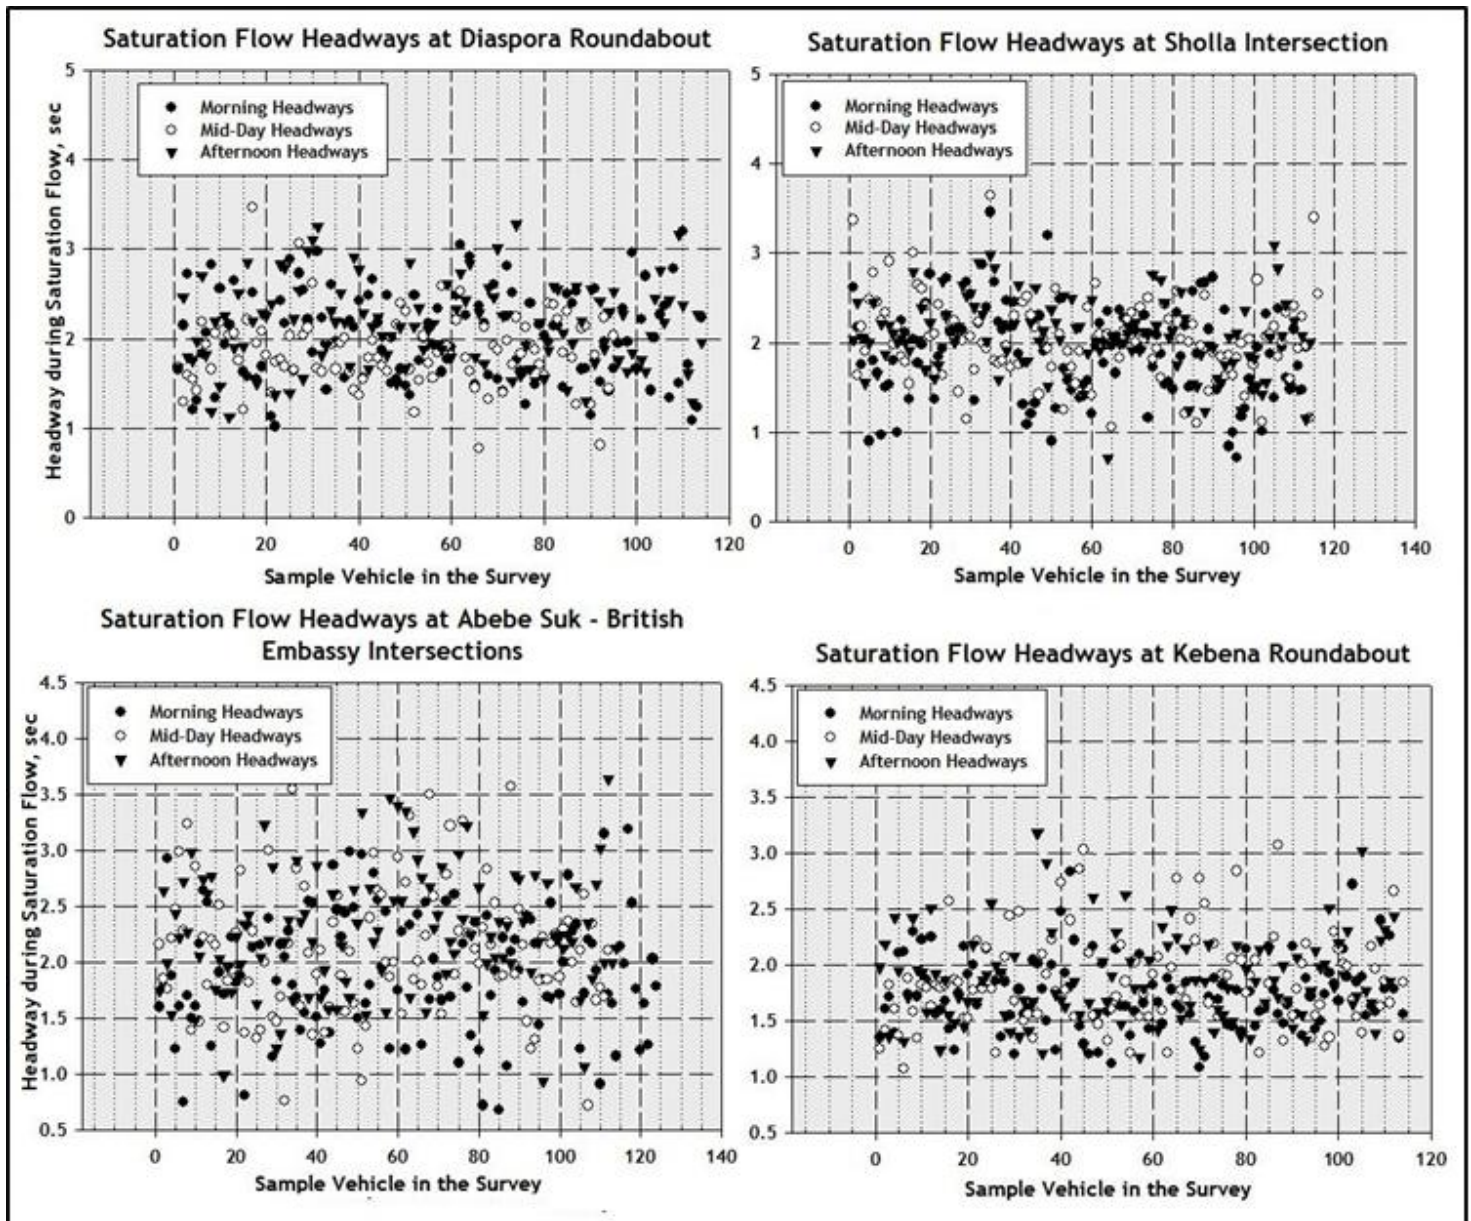 Saturation Flow Headways at Diaspora Roundabout
Headway during Saturation Flow, sec
5
4
3
2
1
0
Morning Headways
Mid-Day Headways
Afternoon Headways
0 20 40 60 80 100 120
Sample Vehicle in the Survey
Saturation Flow Headways at Sholla Intersection
5
4
3
2
1
0
Morning Headways
Mid-Day Headways
Afternoon Headways
0 20 40 60 80 100 120 140
Sample Vehicle in the Survey
Saturation Flow Headways at Abebe Suk - British
Embassy Intersections
Headway during Saturation Flow, sec
4.5
4.0
3.5
3.0
2.5
2.0
1.5
1.0
0.5
Morning Headways
Mid-Day Headways
Afternoon Headways
0 20 40 60 80 100 120 140
Sample Vehicle in the Survey
Saturation Flow Headways at Kebena Roundabout
4.5
4.0
3.5
3.0
2.5
2.0
1.5
1.0
0.5
Morning Headways
Mid-Day Headways
Afternoon Headways
0 20 40 60 80 100 120
Sample Vehicle in the Survey